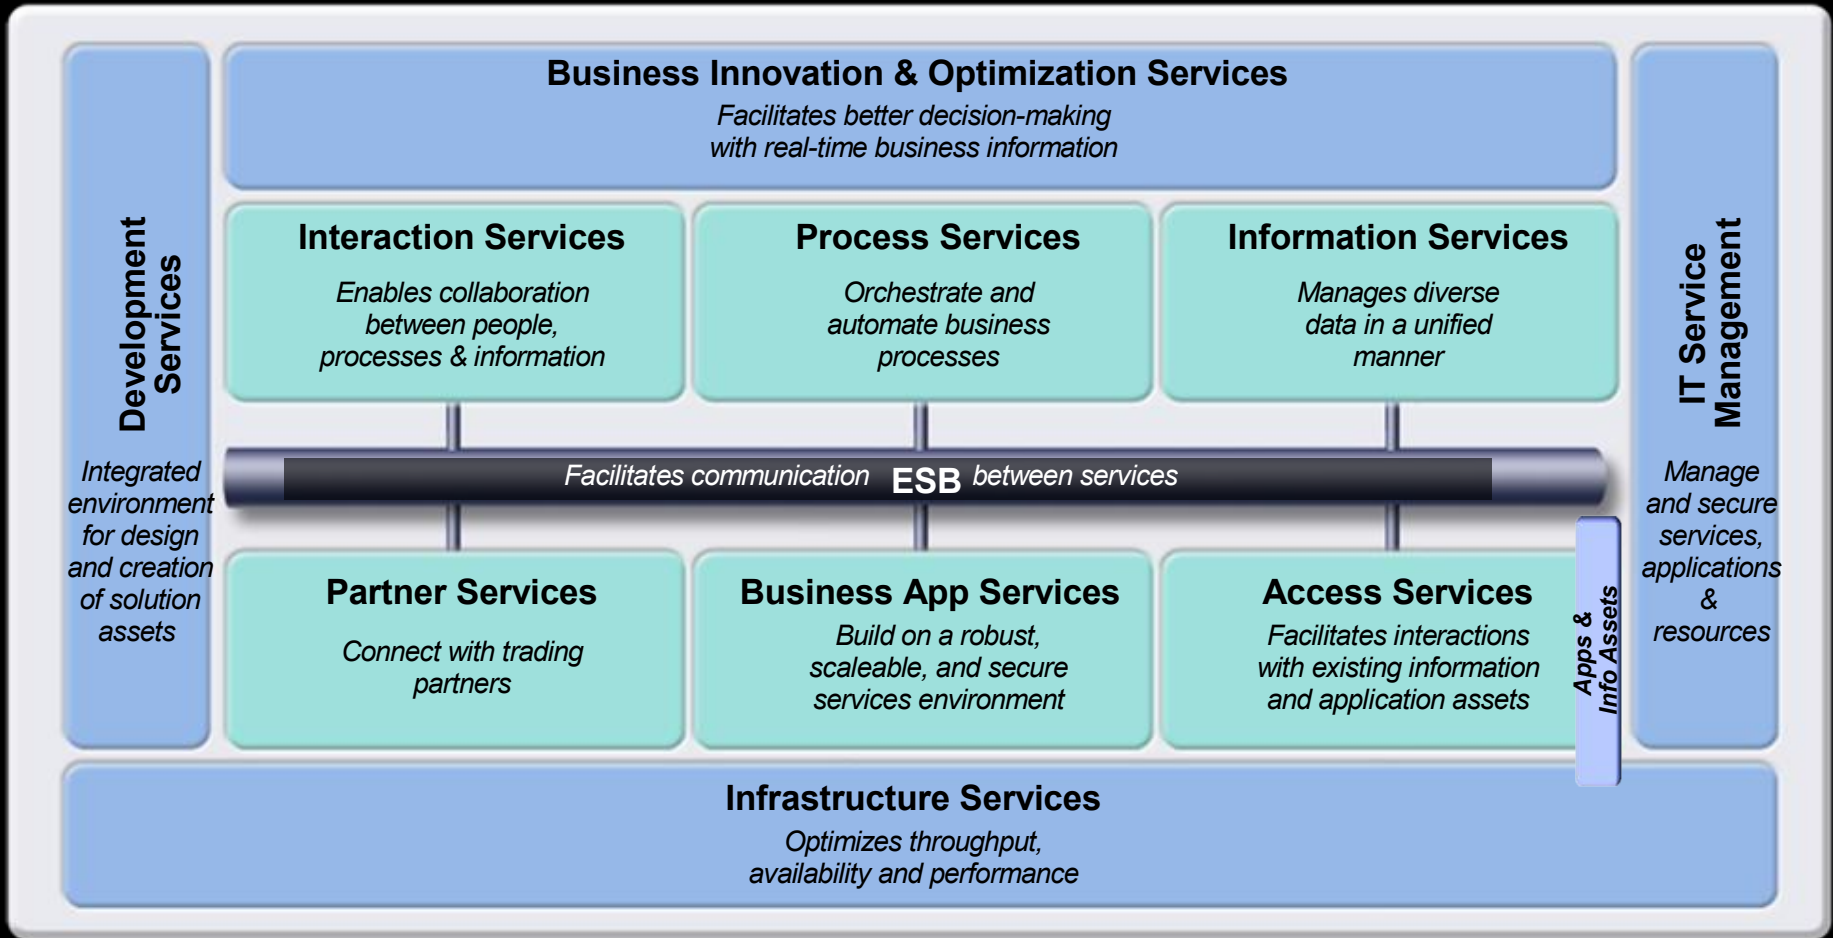 Business Innovation & Optimization Services
Facilitates better decision-making
with real-time business information
Development
Services
Integrated
environment
for design
and creation
of solution
assets
Interaction Services
Enables collaboration
between people,
processes & information
Process Services
Orchestrate and
automate business
processes
Information Services
Manages diverse
data in a unified
manner
IT Service
Management
Manage
and secure
services,
applications
&
resources
Facilitates communication ESB between services
Partner Services
Connect with trading
partners
Business App Services
Build on a robust,
scaleable, and secure
services environment
Access Services
Facilitates interactions
with existing information
and application assets
Apps &
Info Assets
Infrastructure Services
Optimizes throughput,
availability and performance